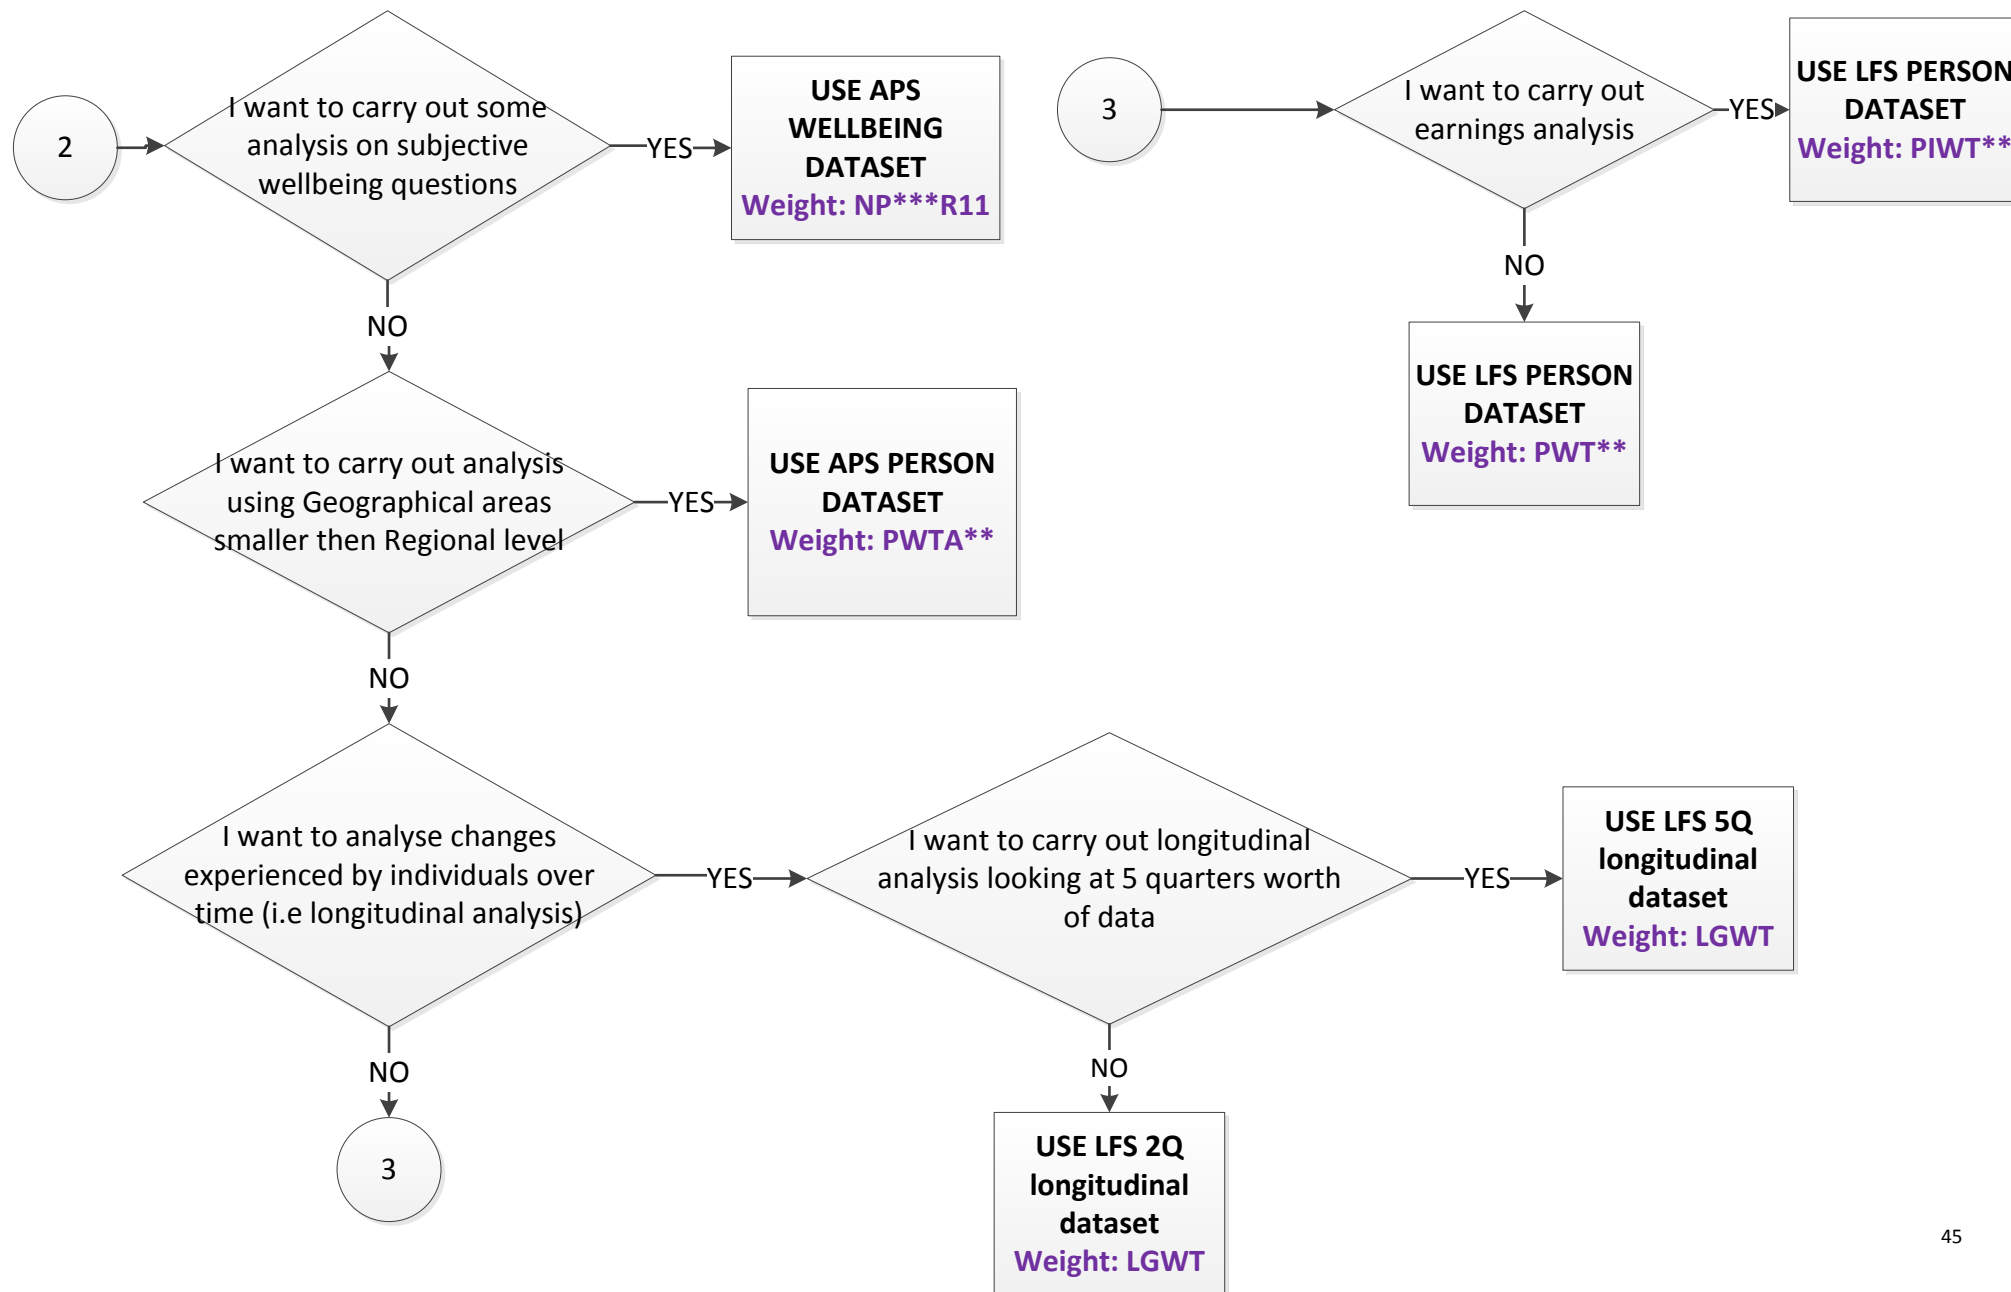 2
I want to carry out some
analysis on subjective
wellbeing questions
YES
USE APS
WELLBEING
DATASET
Weight: NP***R11
NO
I want to carry out analysis
using Geographical areas
smaller then Regional level
YES
USE APS PERSON
DATASET
Weight: PWTA**
NO
I want to analyse changes
experienced by individuals over
time (i.e longitudinal analysis)
YES
I want to carry out longitudinal
analysis looking at 5 quarters worth
of data
YES
USE LFS 5Q
longitudinal
dataset
Weight: LGWT
NO
USE LFS 2Q
longitudinal
dataset
Weight: LGWT
NO
3
3
I want to carry out
earnings analysis
YES
USE LFS PERSON
DATASET
Weight: PIWT**
NO
USE LFS PERSON
DATASET
Weight: PWT**
45